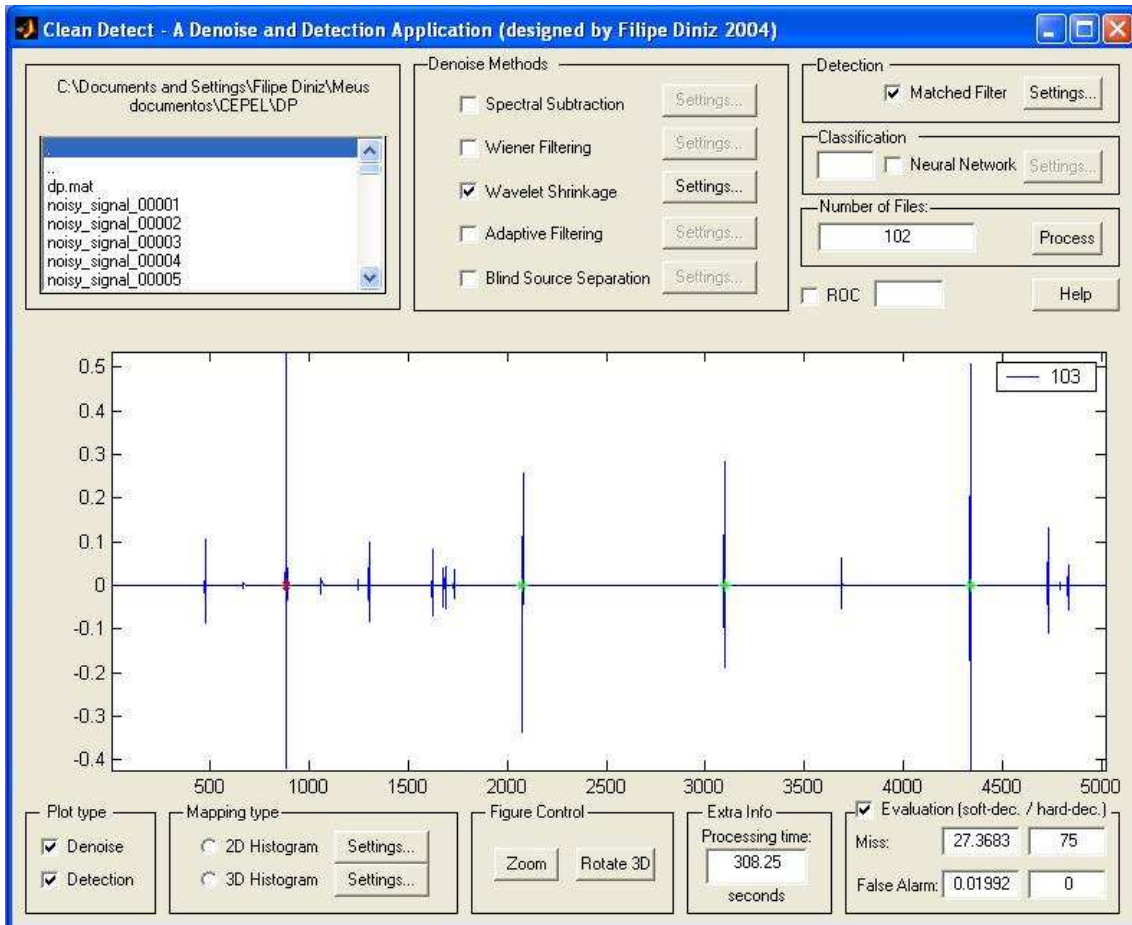 Clean Detect - A Denoise and Detection Application (designed by Filipe Diniz 2004)
C:\Documents and Settings\Filipe Diniz\Meus
documentos\CEPEL\DP
.
..
dp.mat
noisy_signal_00001
noisy_signal_00002
noisy_signal_00003
noisy_signal_00004
noisy_signal_00005
Denoise Methods
Spectral Subtraction Settings...
Wiener Filtering Settings...
Wavelet Shrinkage Settings...
Adaptive Filtering Settings...
Blind Source Separation Settings...
Detection
Matched Filter Settings...
Classification
Neural Network Settings...
Number of Files:
102 Process
ROC Help
103
0.5
0.4
0.3
0.2
0.1
0
-0.1
-0.2
-0.3
-0.4
500 1000 1500 2000 2500 3000 3500 4000 4500 5000
Plot type
Denoise
Detection
Mapping type
2D Histogram Settings...
3D Histogram Settings...
Figure Control
Zoom Rotate 3D
Extra Info
Processing time:
308.25
seconds
Evaluation (soft-dec. / hard-dec.)
Miss: 27.3683 75
False Alarm: 0.01992 0